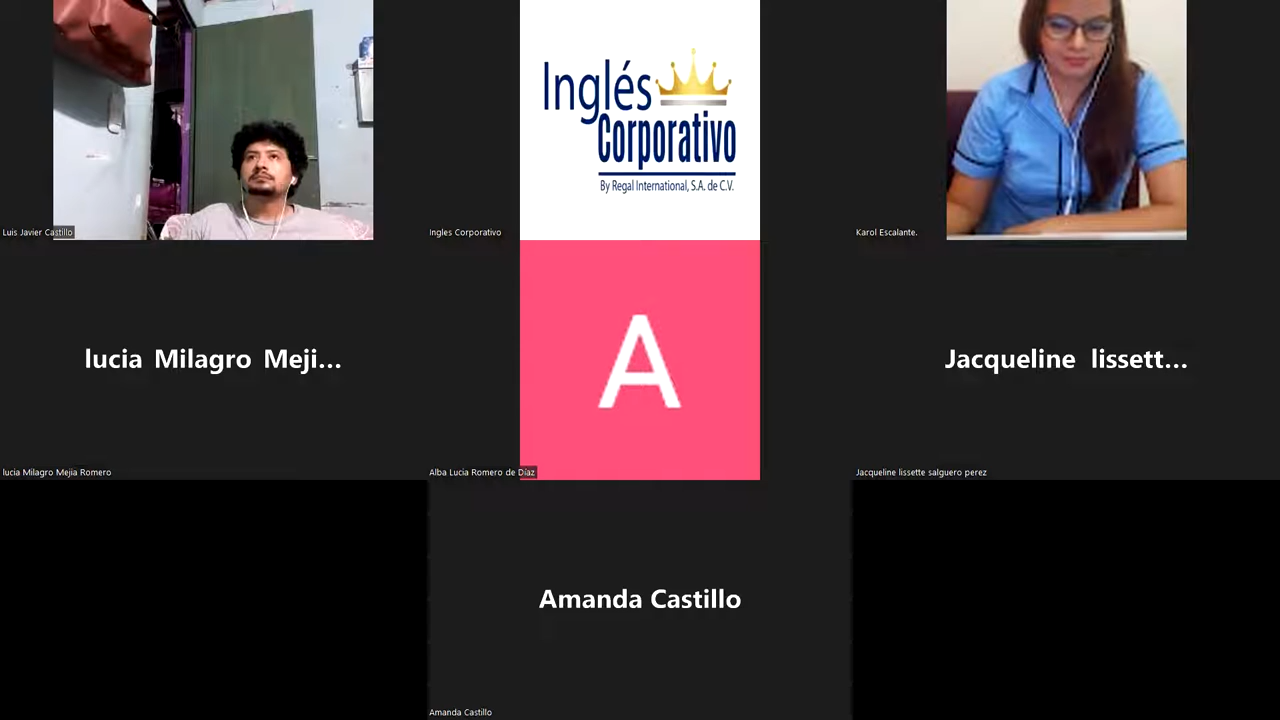 Luis Javier Castillo
Inglés
Corporativo
By Regal International, S.A. de C.V.
Ingles Corporativo
Karol Escalante.
lucia Milagro Meji...
lucia Milagro Mejia Romero
A
Alba Lucia Romero de Díaz
Jacqueline lissett...
Jacqueline lissette salguero perez
Amanda Castillo
Amanda Castillo